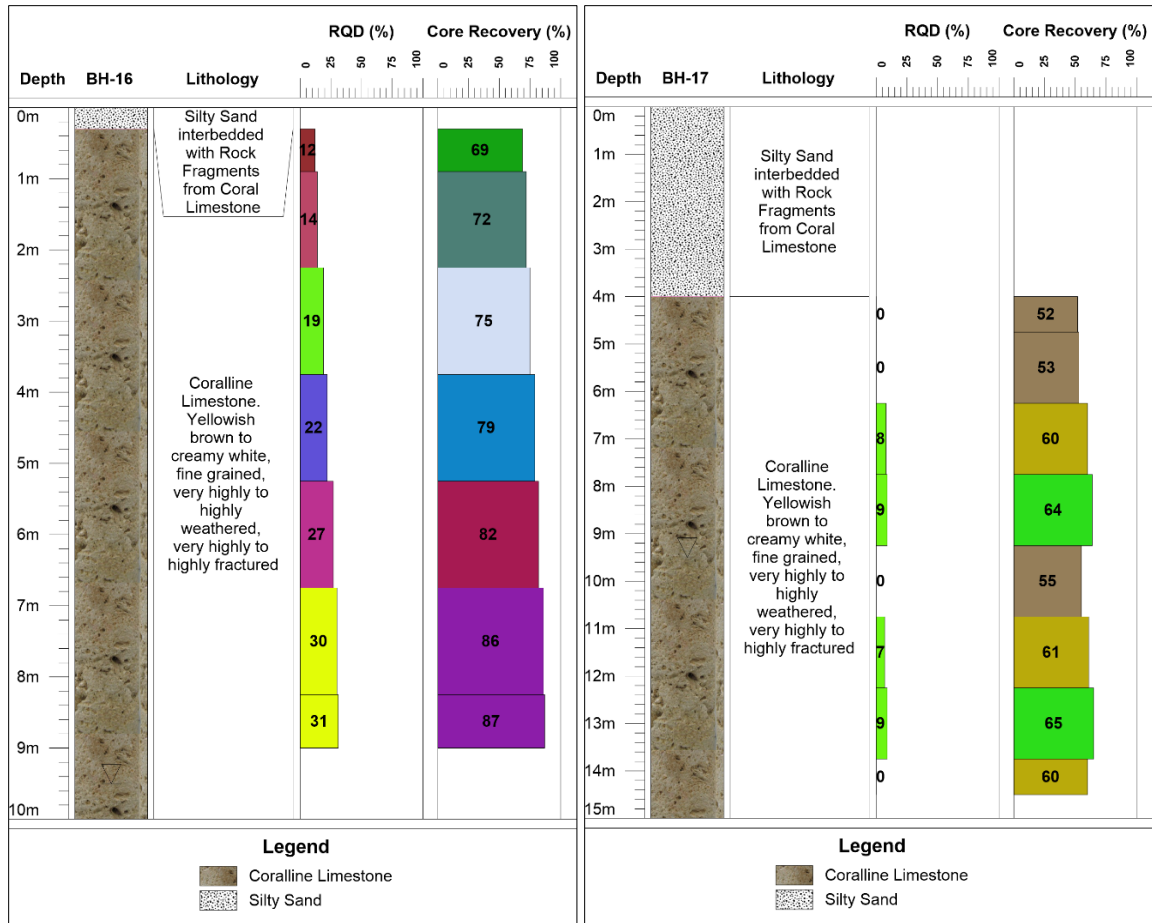 RQD (%)
Core Recovery (%)
0
25
50
75
100
0
25
50
75
100
Depth
BH-16
Lithology
0m
1m
2m
3m
4m
5m
6m
7m
8m
9m
10m
Silty Sand
interbedded
with Rock
Fragments
from Coral
Limestone
Coralline
Limestone.
Yellowish
brown to
creamy white,
fine grained,
very highly to
highly
weathered,
very highly to
highly fractured
12
14
19
22
27
30
31
69
72
75
79
82
86
87
Legend
Coralline Limestone
Silty Sand
RQD (%)
Core Recovery (%)
0
25
50
75
100
0
25
50
75
100
Depth
BH-17
Lithology
0m
1m
2m
3m
4m
5m
6m
7m
8m
9m
10m
11m
12m
13m
14m
15m
Silty Sand
interbedded
with Rock
Fragments
from Coral
Limestone
Coralline
Limestone.
Yellowish
brown to
creamy white,
fine grained,
very highly to
highly
weathered,
very highly to
highly fractured
0
0
8
9
0
7
9
0
52
53
60
64
55
61
65
60
Legend
Coralline Limestone
Silty Sand